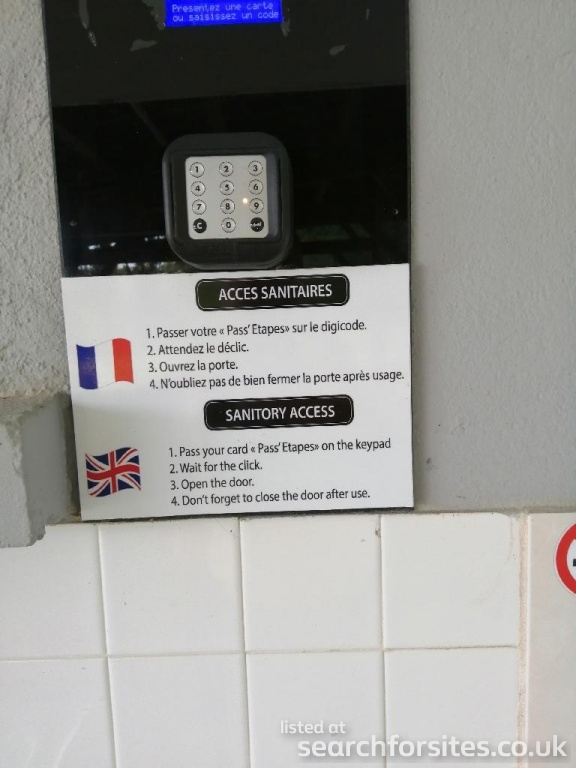 Presentez une carte
ou saisissez un code
1 2 3
4 5 6
7 8 9
C 0
ACCES SANITAIRES
1. Passer votre « Pass' Etapes» sur le digicode.
2. Attendez le déclic.
3. Ouvrez la porte.
4. N'oubliez pas de bien fermer la porte après usage.
SANITORY ACCESS
1. Pass your card « Pass' Etapes» on the keypad
2. Wait for the click.
3. Open the door.
4. Don't forget to close the door after use.
listed at
searchforsites.co.uk